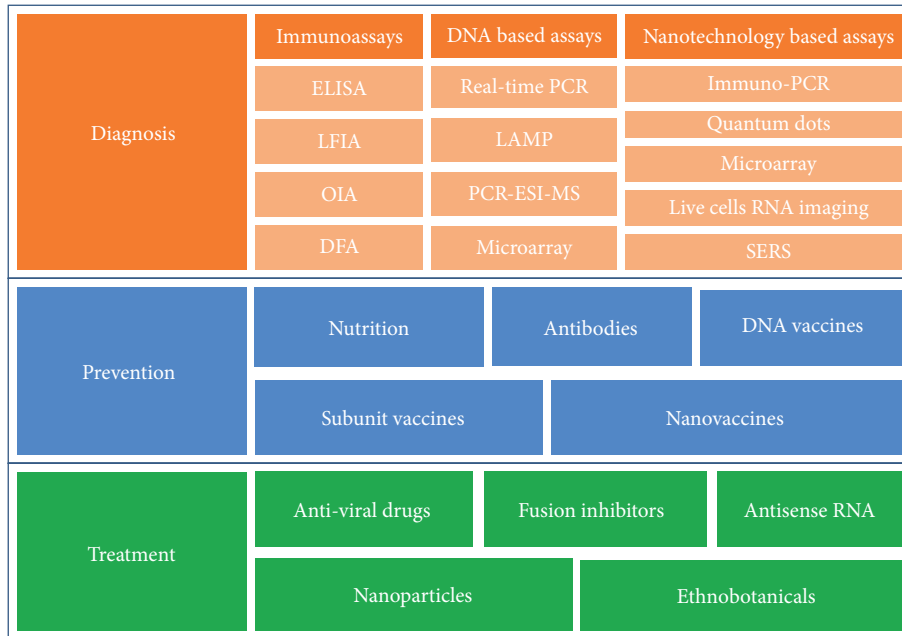 Diagnosis
Immunoassays
DNA based assays
Nanotechnology based assays
ELISA
LFIA
OIA
DFA
Real-time PCR
LAMP
PCR-ESI-MS
Microarray
Immuno-PCR
Quantum dots
Microarray
Live cells RNA imaging
SERS
Prevention
Nutrition
Antibodies
DNA vaccines
Subunit vaccines
Nanovaccines
Treatment
Anti-viral drugs
Fusion inhibitors
Antisense RNA
Nanoparticles
Ethnobotanicals